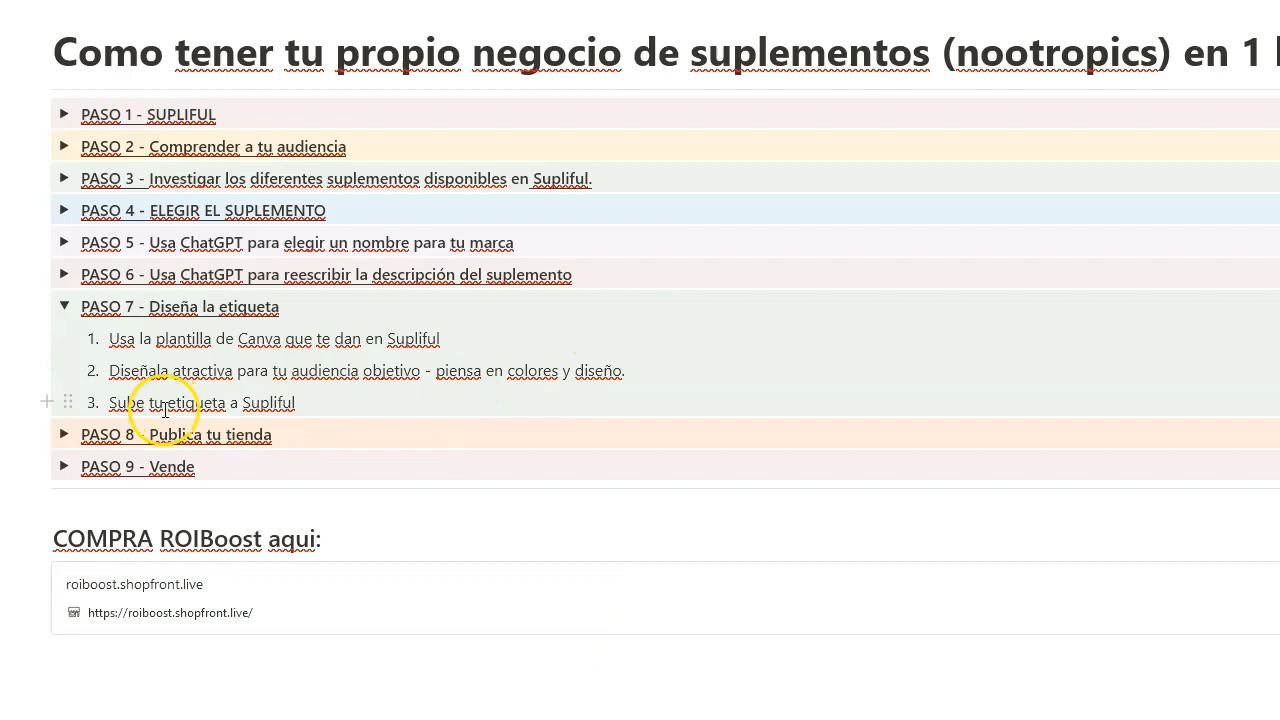 Como tener tu propio negocio de suplementos (nootropics) en 1
PASO 1 - SUPLIFUL
PASO 2 - Comprender a tu audiencia
PASO 3 - Investigar los diferentes suplementos disponibles en Supliful.
PASO 4 - ELEGIR EL SUPLEMENTO
PASO 5 - Usa ChatGPT para elegir un nombre para tu marca
PASO 6 - Usa ChatGPT para reescribir la descripción del suplemento
PASO 7 - Diseña la etiqueta
1. Usa la plantilla de Canva que te dan en Supliful
2. Diseñala atractiva para tu audiencia objetivo - piensa en colores y diseño.
3. Sube tu etiqueta a Supliful
PASO 8 - Publica tu tienda
PASO 9 - Vende
COMPRA ROIBoost aqui:
roiboost.shopfront.live
https://roiboost.shopfront.live/